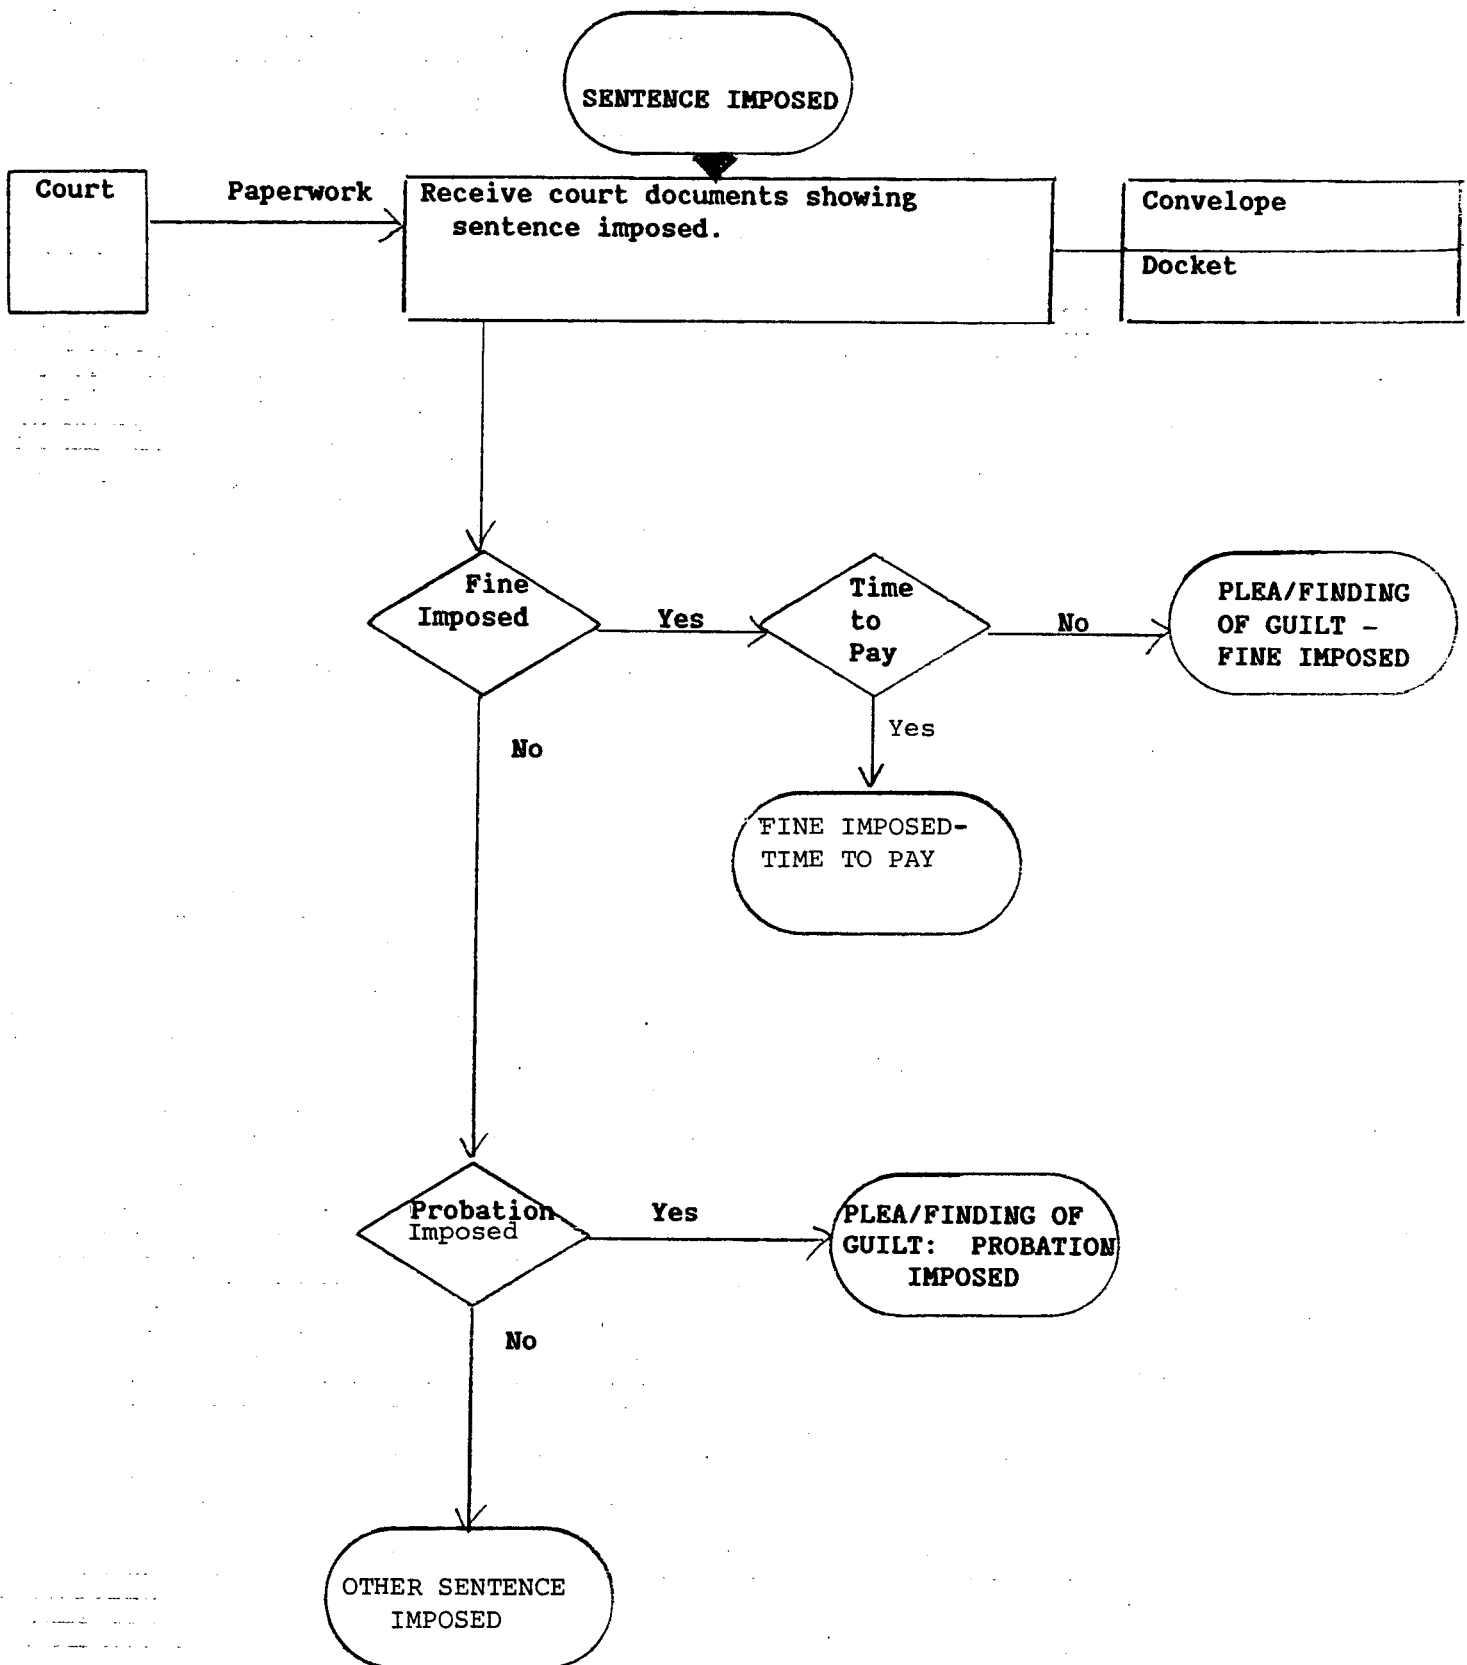 SENTENCE IMPOSED
Court
Paperwork
Receive court documents showing
sentence imposed.
Convelope
Docket
Fine
Imposed
Yes
Time
to
Pay
No
PLEA/FINDING
OF GUILT -
FINE IMPOSED
Yes
No
FINE IMPOSED-
TIME TO PAY
Probation
Imposed
Yes
PLEA/FINDING OF
GUILT: PROBATION
IMPOSED
No
OTHER SENTENCE
IMPOSED